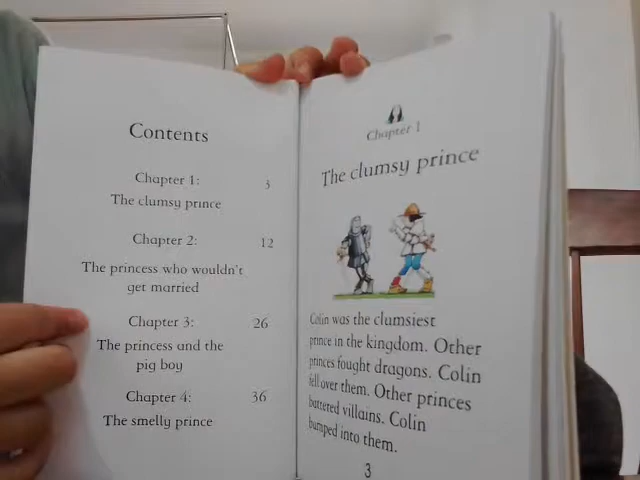 Contents
Chapter 1: 3
The clumsy prince
Chapter 2: 12
The princess who wouldn't
get married
Chapter 3: 26
The princess and the
pig boy
Chapter 4: 36
The smelly prince
Chapter 1
The clumsy prince
Colin was the clumsiest
prince in the kingdom. Other
princes fought dragons. Colin
fell over them. Other princes
battered villains. Colin
bumped into them.
3